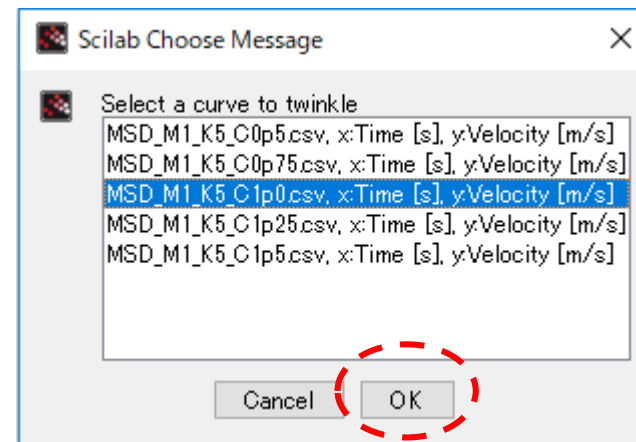 Scilab Choose Message
Select a curve to twinkle
MSD_M1_K5_C0p5.csv, x:Time [s], y:Velocity [m/s]
MSD_M1_K5_C0p75.csv, x:Time [s], y:Velocity [m/s]
MSD_M1_K5_C1p0.csv, x:Time [s], y:Velocity [m/s]
MSD_M1_K5_C1p25.csv, x:Time [s], y:Velocity [m/s]
MSD_M1_K5_C1p5.csv, x:Time [s], y:Velocity [m/s]
Cancel OK